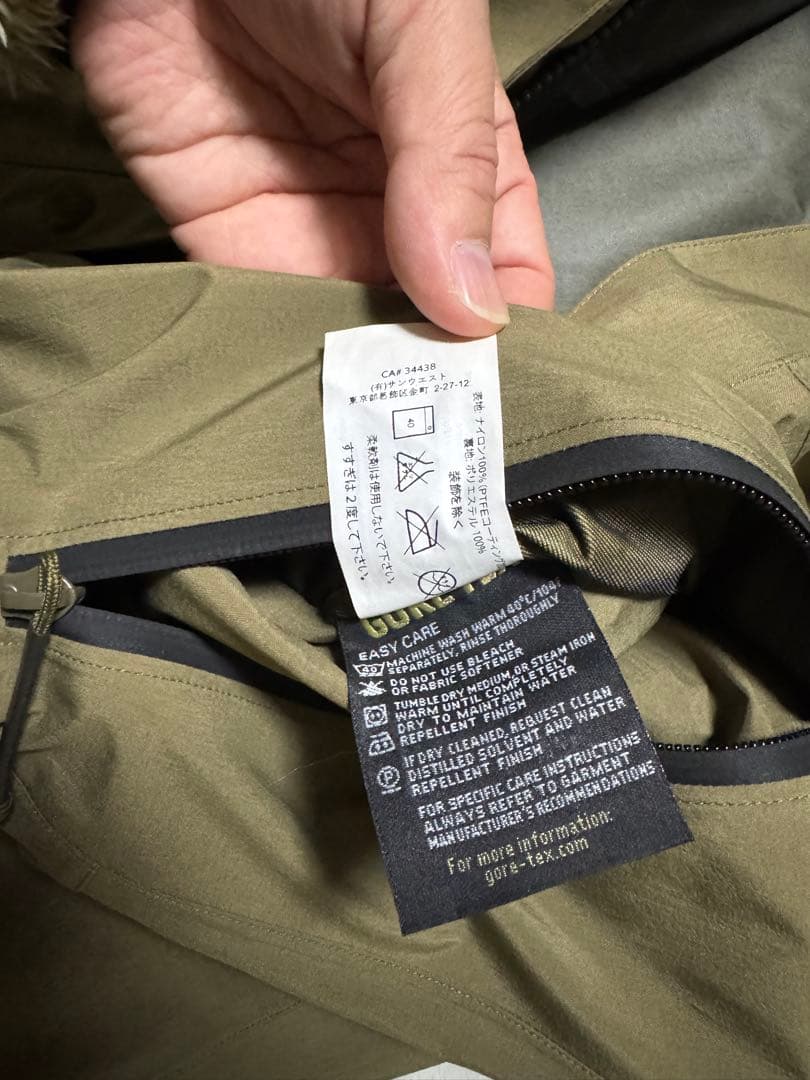 CA# 34438
(有)サンウエスト
東京都葛飾区金町 2-27-12
40
柔軟剤は使用しないで下さい。
すすぎは2度して下さい。
表地: ナイロン100% (PTFEコーティング
裏地: ポリエステル 100%
装飾を除く
GORE-TEX
EASY CARE
40
MACHINE WASH WARM 40°C/104
SEPARATELY, RINSE THOROUGHLY
DO NOT USE BLEACH
OR FABRIC SOFTENER
TUMBLE DRY MEDIUM, OR STEAM IRON
WARM UNTIL COMPLETELY
DRY TO MAINTAIN WATER
REPELLENT FINISH
P
IF DRY CLEANED, REQUEST CLEAN
DISTILLED SOLVENT AND WATER
REPELLENT FINISH
FOR SPECIFIC CARE INSTRUCTIONS
ALWAYS REFER TO GARMENT
MANUFACTURER'S RECOMMENDATIONS
For more information:
gore-tex.com